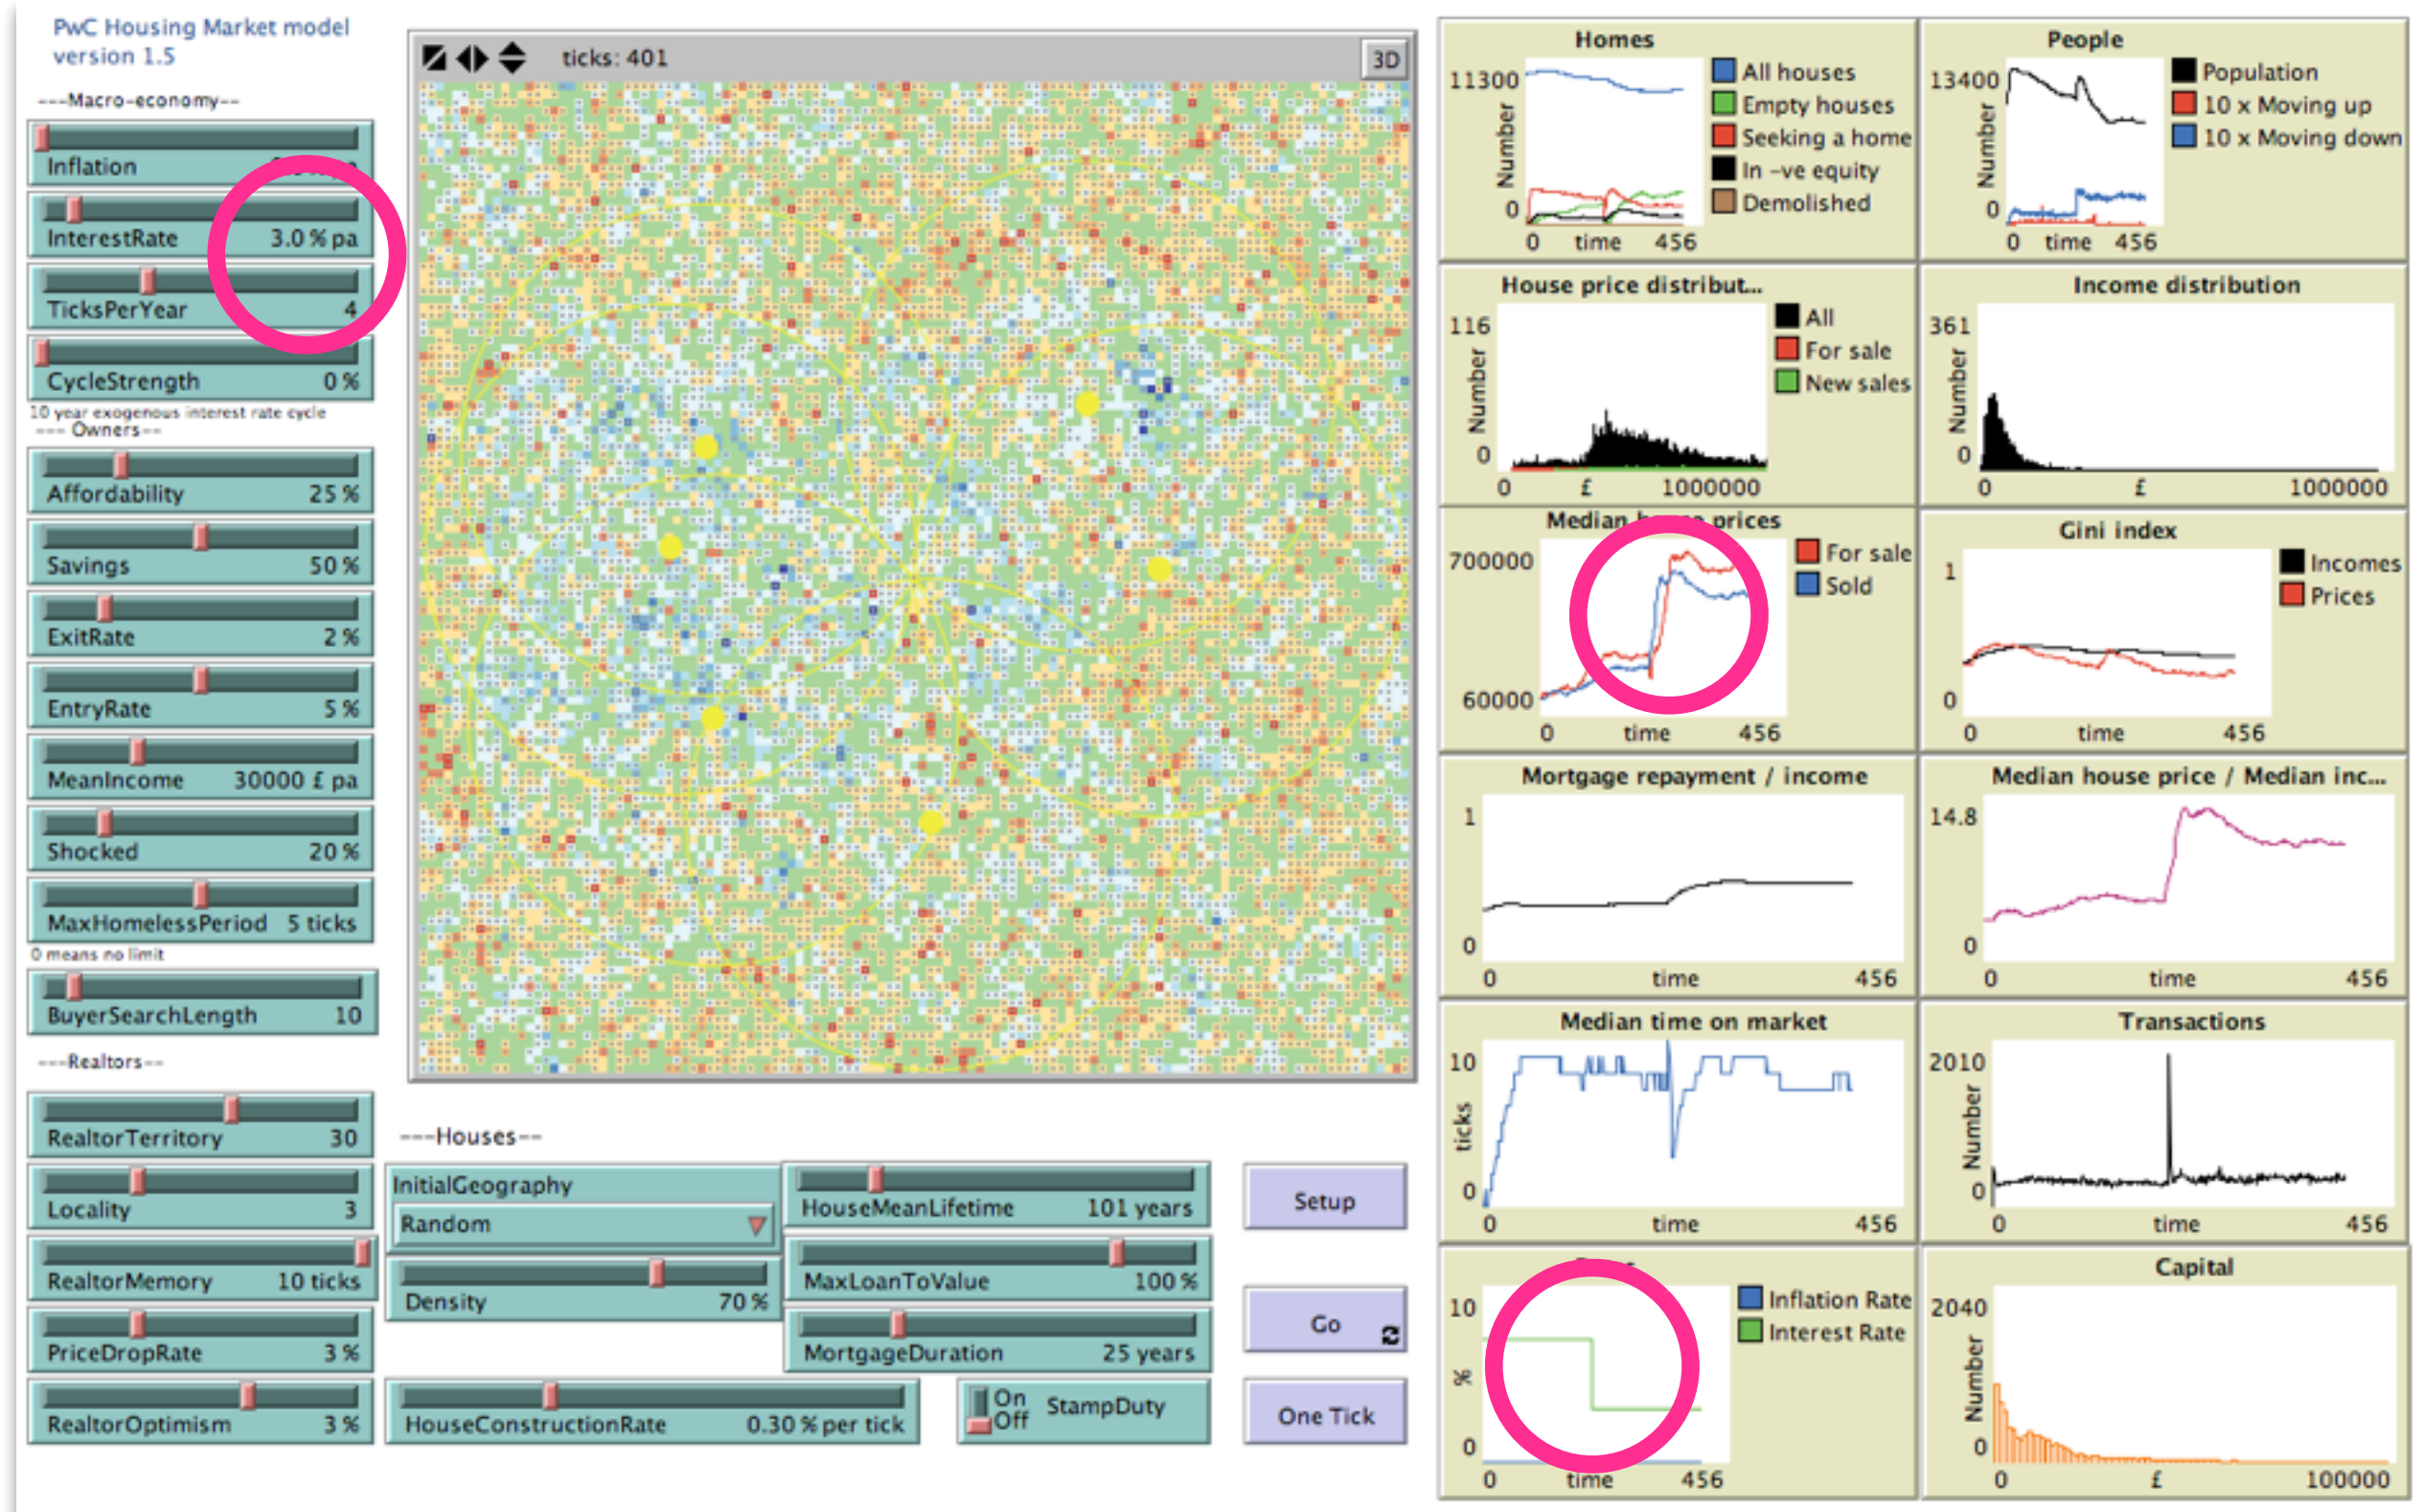 PwC Housing Market model
version 1.5
---Macro-economy--
Inflation
InterestRate 3.0 % pa
TicksPerYear 4
CycleStrength 0 %
10 year exogenous interest rate cycle
--- Owners--
Affordability 25 %
Savings 50 %
ExitRate 2 %
EntryRate 5 %
MeanIncome 30000 £ pa
Shocked 20 %
MaxHomelessPeriod 5 ticks
0 means no limit
BuyerSearchLength 10
---Realtors--
RealtorTerritory 30
Locality 3
RealtorMemory 10 ticks
PriceDropRate 3 %
RealtorOptimism 3 %
ticks: 401
3D
---Houses--
InitialGeography
Random
Density 70 %
HouseMeanLifetime 101 years
MaxLoanToValue 100 %
MortgageDuration 25 years
HouseConstructionRate 0.30 % per tick
On
Off
StampDuty
Setup
Go
One Tick
Homes
11300
Number
0
0 time 456
All houses
Empty houses
Seeking a home
In -ve equity
Demolished
People
13400
Number
0
0 time 456
Population
10 x Moving up
10 x Moving down
House price distribut...
116
Number
0
0 £ 1000000
All
For sale
New sales
Income distribution
361
Number
0
0 £ 1000000
Median house prices
700000
60000
0 time 456
For sale
Sold
Gini index
1
0
0 time 456
Incomes
Prices
Mortgage repayment / income
1
0
0 time 456
Median house price / Median inc...
14.8
0
0 time 456
Median time on market
10
ticks
0
0 time 456
Transactions
2010
Number
0
0 time 456
10
%
0
0 time 456
Inflation Rate
Interest Rate
Capital
2040
Number
0
0 £ 100000